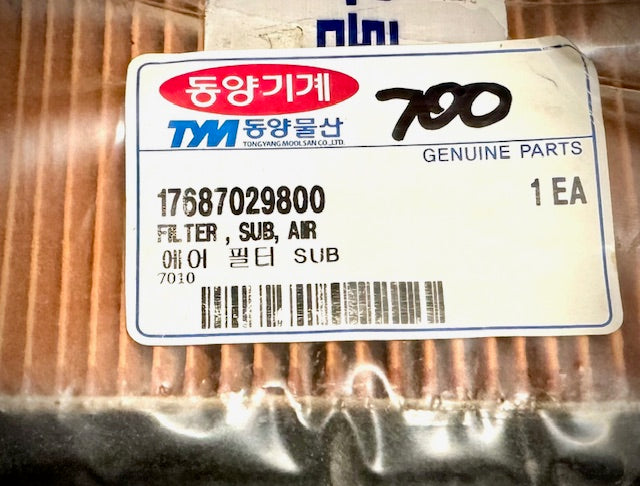 동양기계
700
TYM 동양물산
TONGYANG MOOLSAN CO.,LTD.
GENUINE PARTS
17687029800
1 EA
FILTER , SUB, AIR
에어 필터 SUB
7010